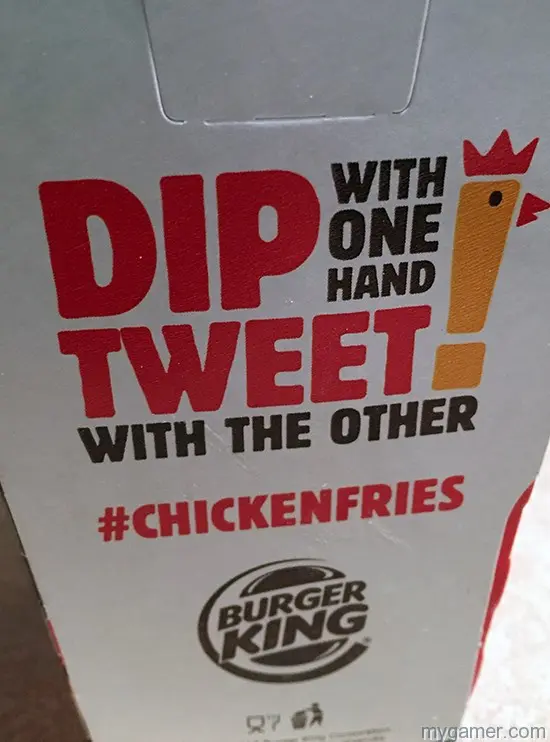 DIP WITH
ONE
HAND
TWEET!
WITH THE OTHER
#CHICKENFRIES
BURGER
KING
mygamer.com